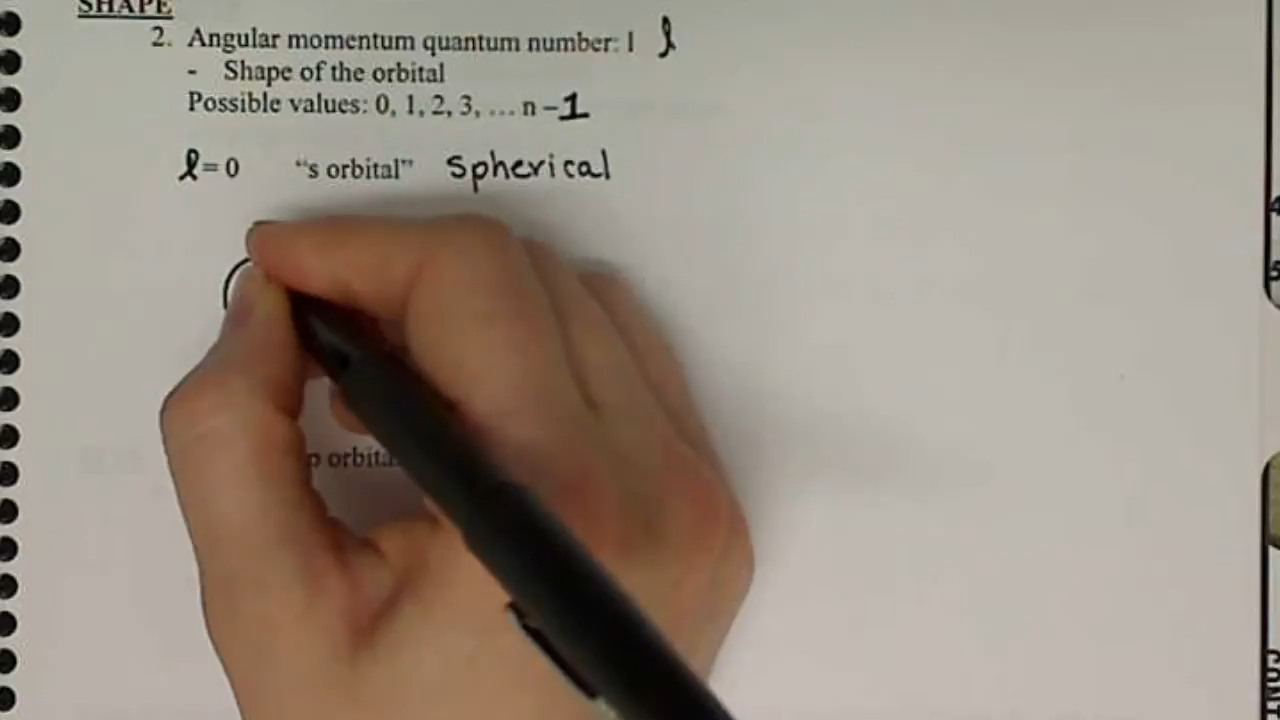 SHAPE
2. Angular momentum quantum number: l ℓ
- Shape of the orbital
Possible values: 0, 1, 2, 3, … n – 1
ℓ = 0 “s orbital” spherical
p orbita